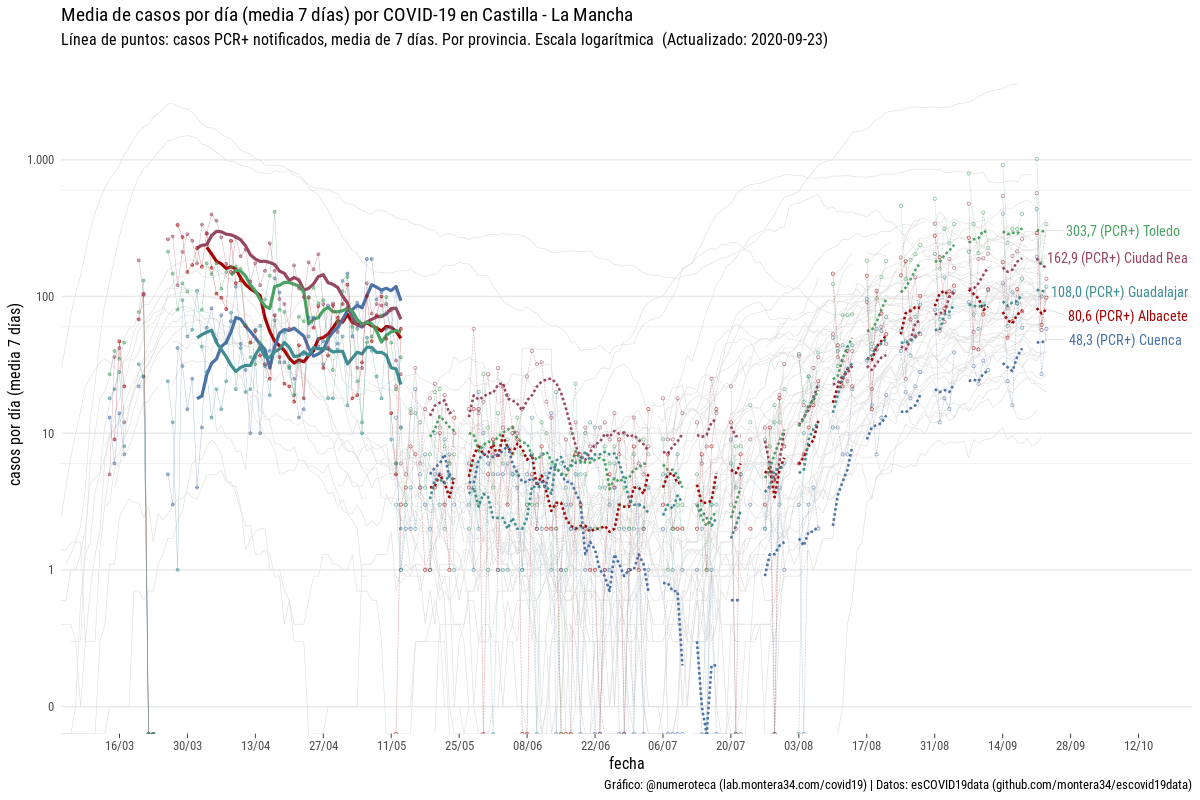 Media de casos por día (media 7 días) por COVID-19 en Castilla - La Mancha
Línea de puntos: casos PCR+ notificados, media de 7 días. Por provincia. Escala logarítmica (Actualizado: 2020-09-23)
casos por día (media 7 días)
1.000
100
10
1
0
303,7 (PCR+) Toledo
162,9 (PCR+) Ciudad Rea
108,0 (PCR+) Guadalajar
80,6 (PCR+) Albacete
48,3 (PCR+) Cuenca
16/03 30/03 13/04 27/04 11/05 25/05 08/06 22/06 06/07 20/07 03/08 17/08 31/08 14/09 28/09 12/10
fecha
Gráfico: @numeroteca (lab.montera34.com/covid19) | Datos: esCOVID19data (github.com/montera34/escovid19data)